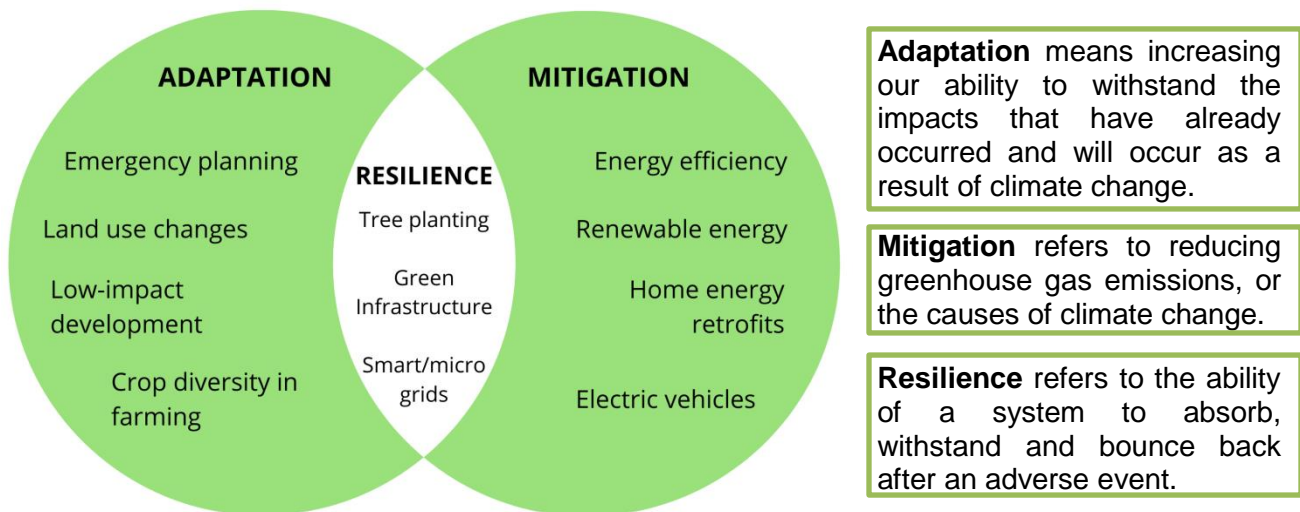 ADAPTATION
Emergency planning
Land use changes
Low-impact
development
Crop diversity in
farming
RESILIENCE
Tree planting
Green
Infrastructure
Smart/micro
grids
MITIGATION
Energy efficiency
Renewable energy
Home energy
retrofits
Electric vehicles
Adaptation means increasing
our ability to withstand the
impacts that have already
occurred and will occur as a
result of climate change.
Mitigation refers to reducing
greenhouse gas emissions, or
the causes of climate change.
Resilience refers to the ability
of a system to absorb,
withstand and bounce back
after an adverse event.